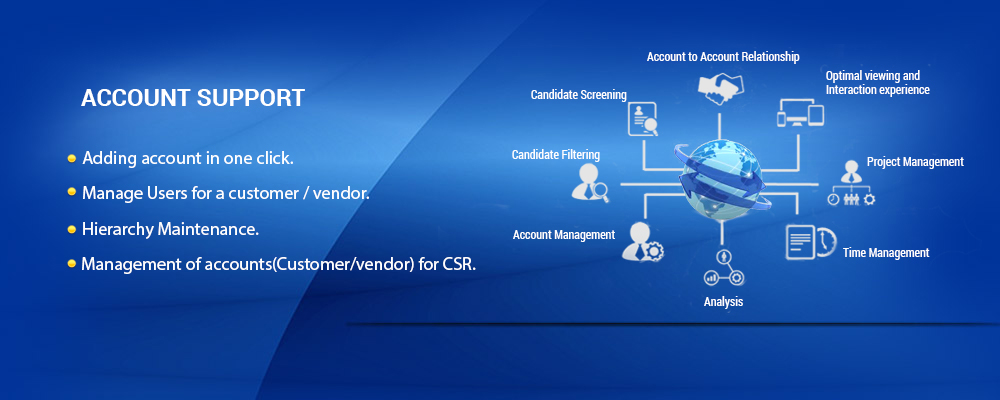 ACCOUNT SUPPORT
Adding account in one click.
Manage Users for a customer / vendor.
Hierarchy Maintenance.
Management of accounts(Customer/vendor) for CSR.
Account to Account Relationship
Optimal viewing and
Interaction experience
Candidate Screening
Candidate Filtering
Project Management
Account Management
Time Management
Analysis